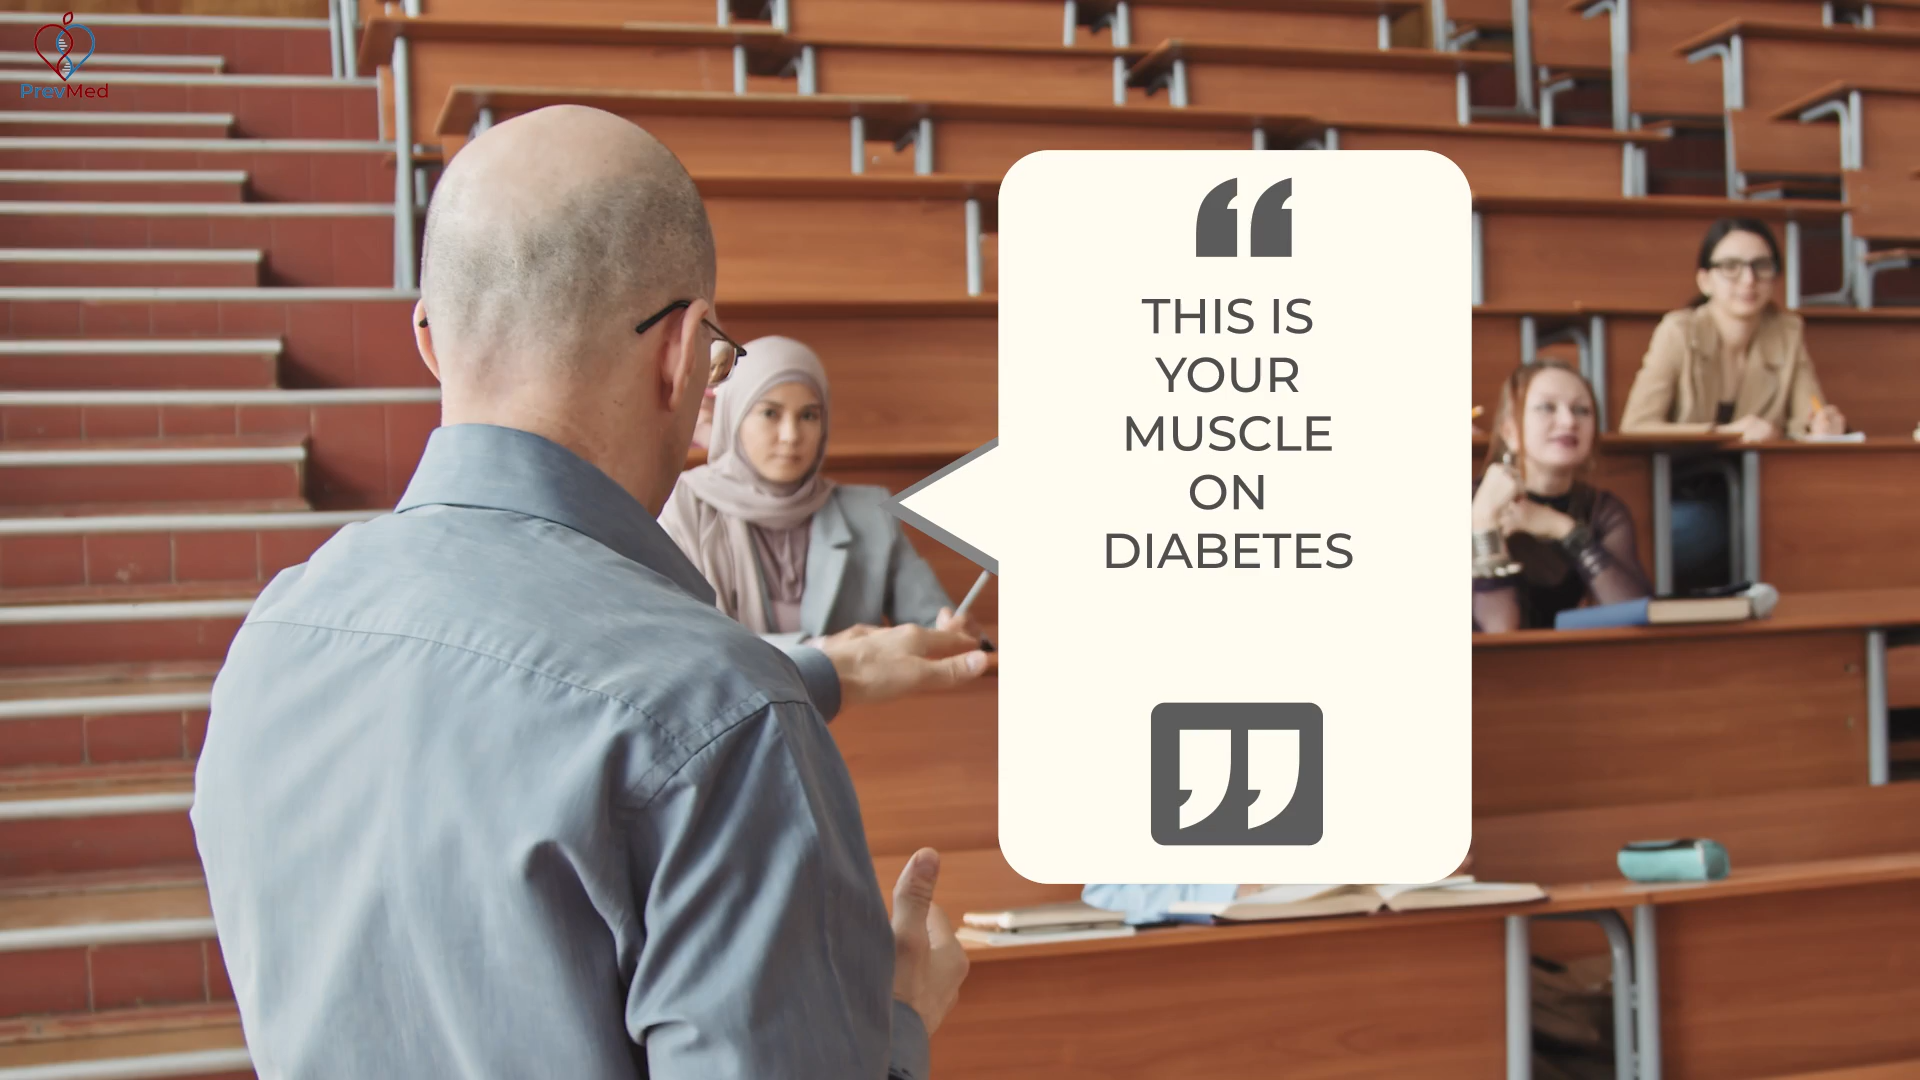 PrevMed
“
THIS IS
YOUR
MUSCLE
ON
DIABETES
”